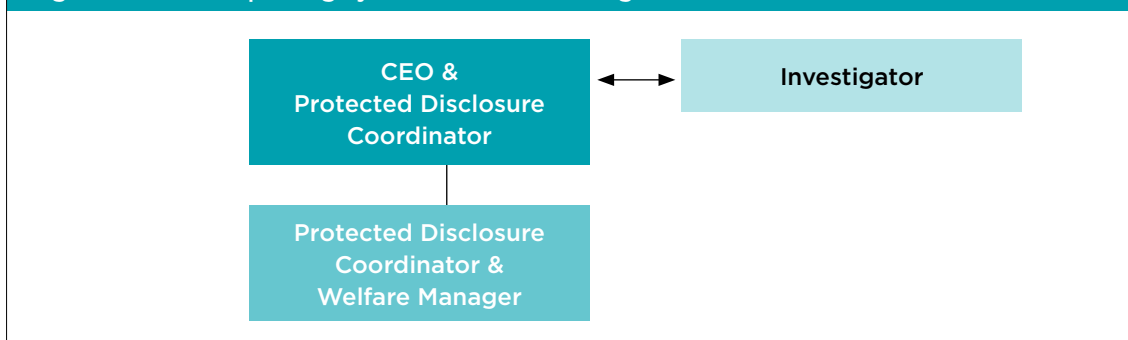 CEO &
Protected Disclosure
Coordinator
Investigator
Protected Disclosure
Coordinator &
Welfare Manager